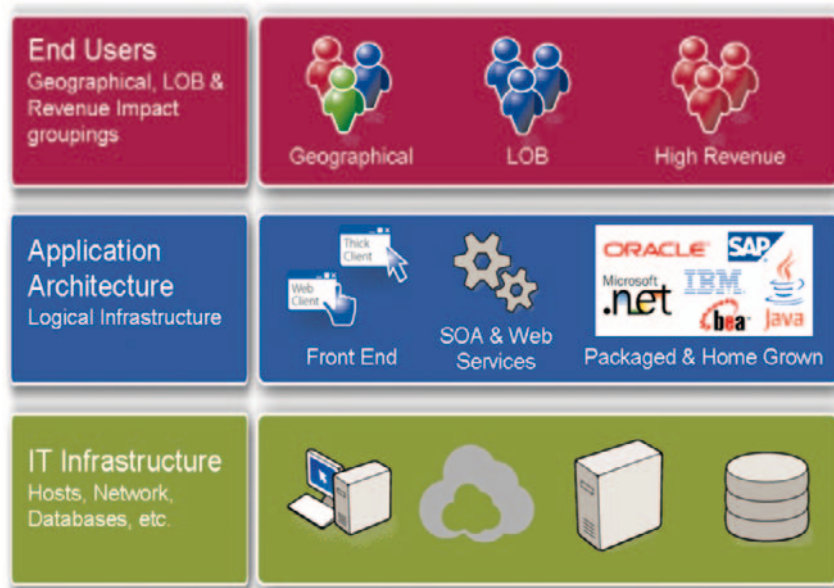 End Users
Geographical, LOB &
Revenue Impact
groupings
Geographical
LOB
High Revenue
Application
Architecture
Logical Infrastructure
Thick
Client
Web
Client
Front End
SOA & Web
Services
ORACLE
SAP
Microsoft
.net
IBM
bea
Java
Packaged & Home Grown
IT Infrastructure
Hosts, Network,
Databases, etc.